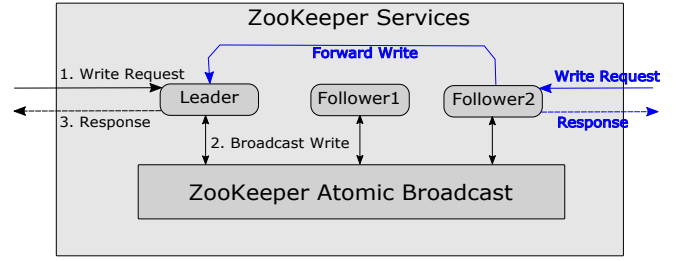 ZooKeeper Services
Forward Write
1. Write Request
Write Request
Leader
Follower1
Follower2
3. Response
Response
2. Broadcast Write
ZooKeeper Atomic Broadcast